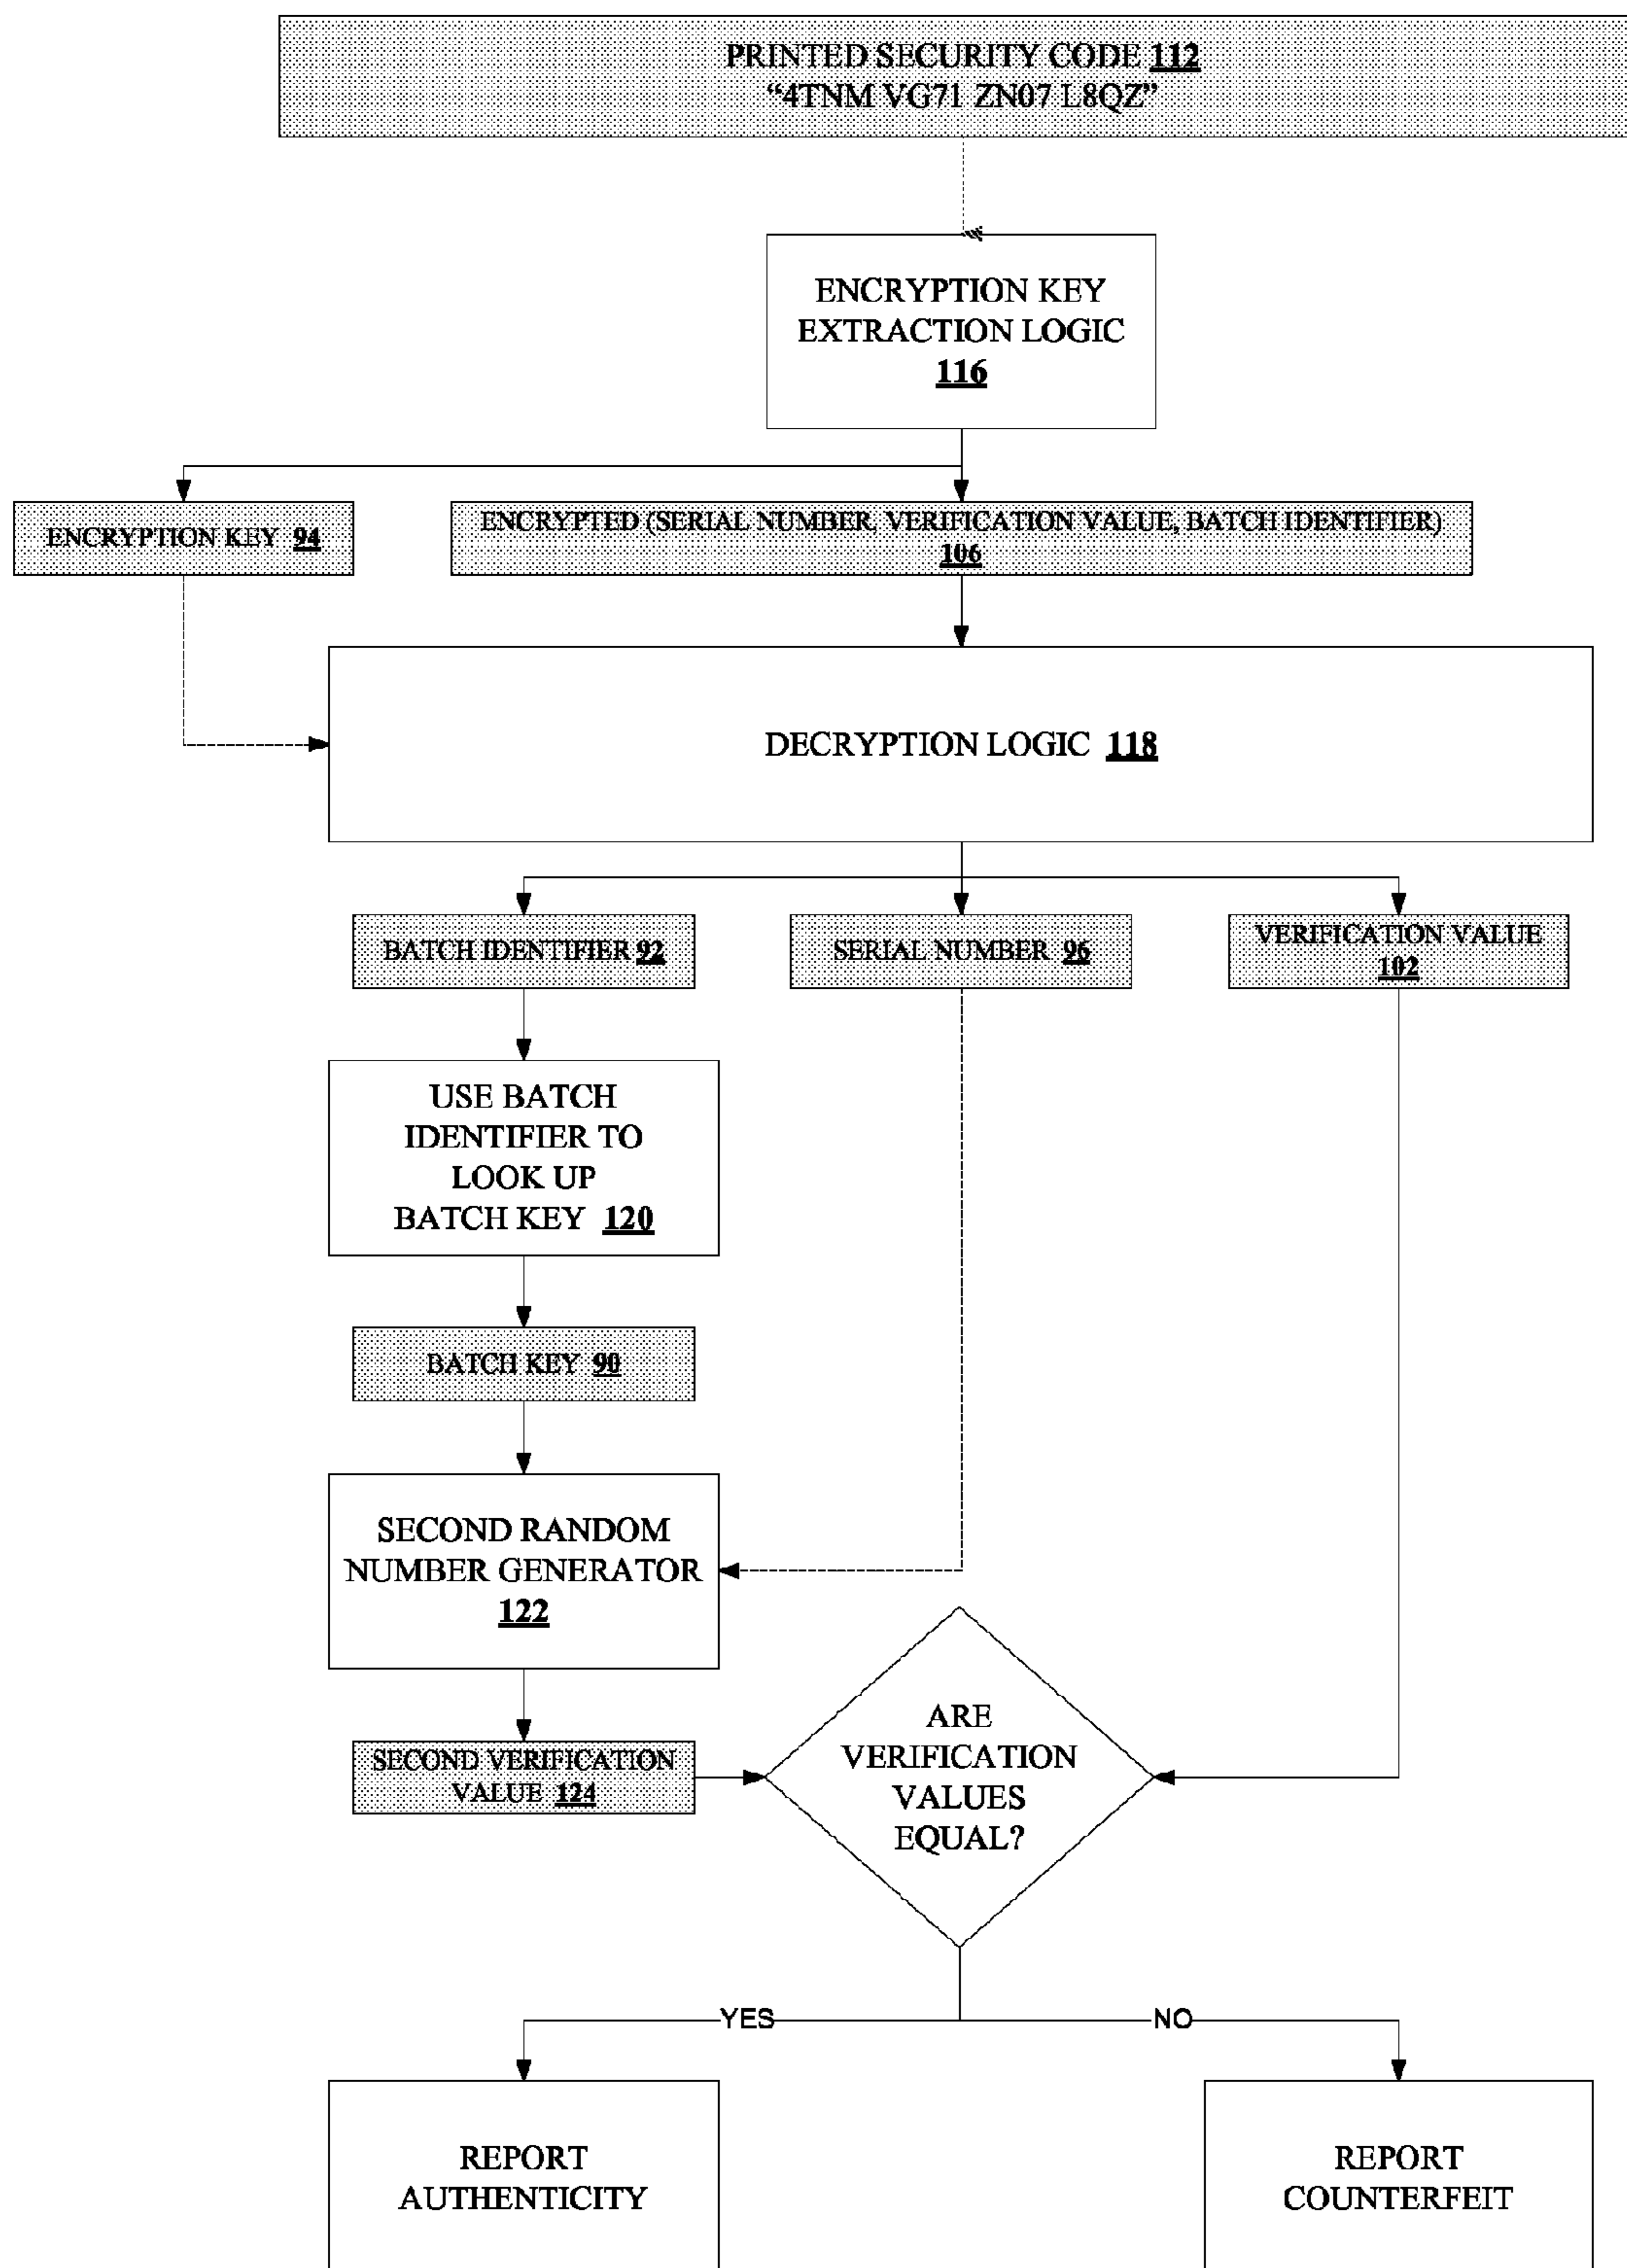 PRINTED SECURITY CODE 112
“4TNM VG71 ZN07 L8QZ”
ENCRYPTION KEY
EXTRACTION LOGIC
116
ENCRYPTION KEY 94
ENCRYPTED (SERIAL NUMBER, VERIFICATION VALUE, BATCH IDENTIFIER)
106
DECRYPTION LOGIC 118
BATCH IDENTIFIER 92
SERIAL NUMBER 96
VERIFICATION VALUE
102
USE BATCH
IDENTIFIER TO
LOOK UP
BATCH KEY 120
BATCH KEY 90
SECOND RANDOM
NUMBER GENERATOR
122
SECOND VERIFICATION
VALUE 124
ARE
VERIFICATION
VALUES
EQUAL?
YES
NO
REPORT
AUTHENTICITY
REPORT
COUNTERFEIT